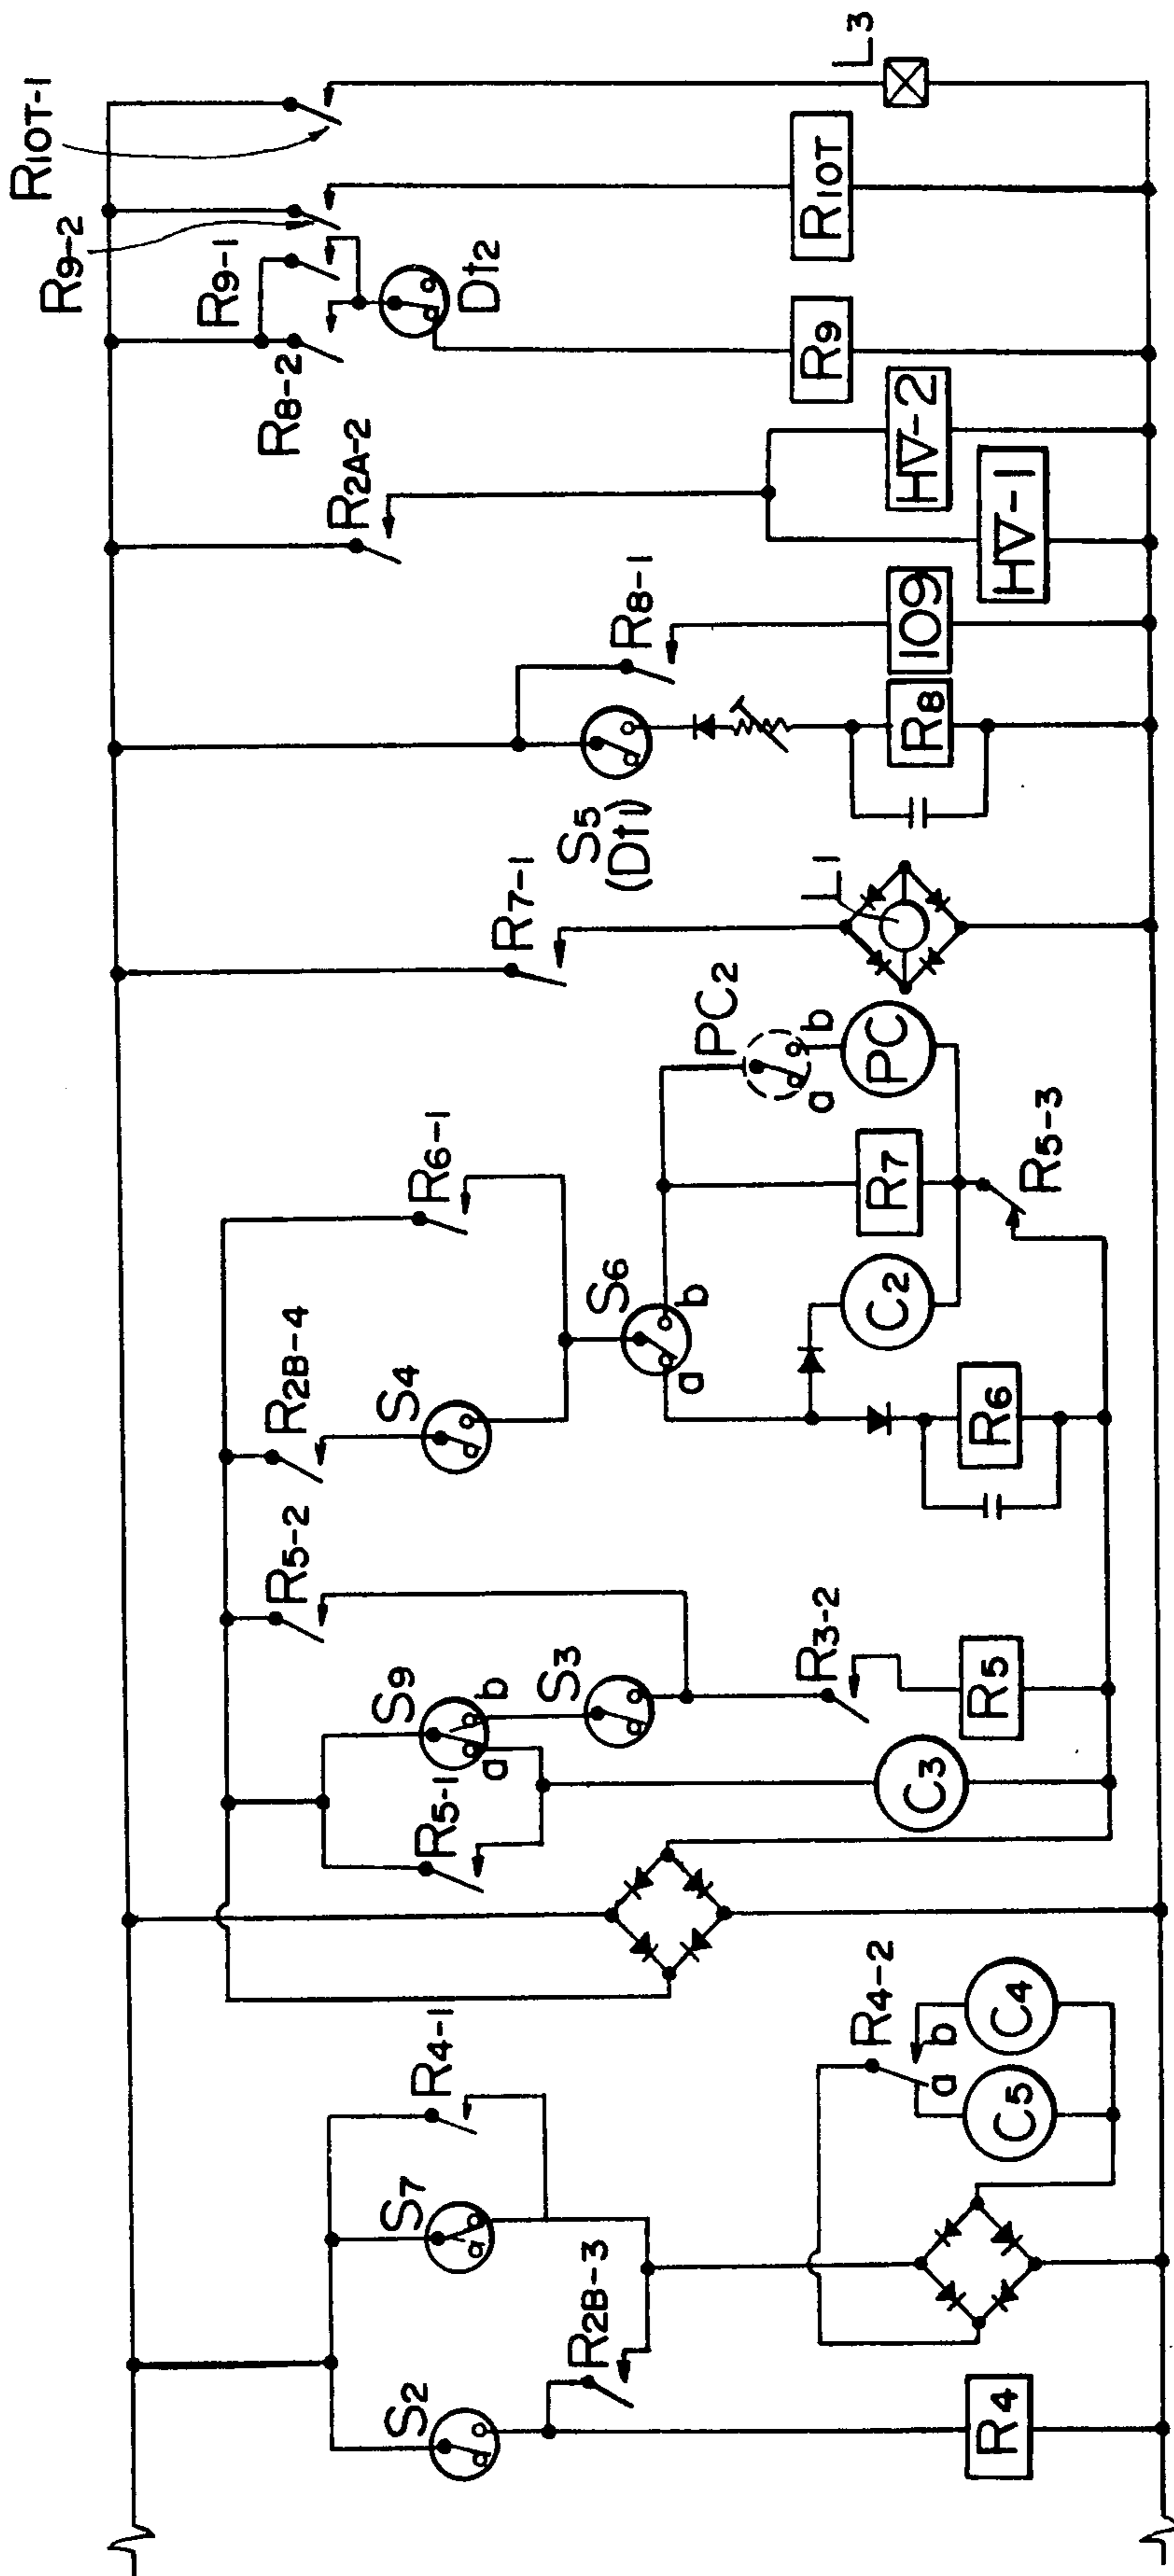 R10T-1
L3
R9-2
R9-1
R10T
Dt2
R8-2
R9
R2A-2
HV-2
HV-1
R8-1
109
S5
(Dt1)
R8
R7-1
L1
PC2
a
b
PC
R6-1
R7
R5-3
S6
a
b
C2
R2B-4
S4
R6
R5-2
S9
a
b
S3
R3-2
R5
R5-1
C3
R4-1
R4-2
a
b
C4
C5
S7
R2B-3
S2
R4